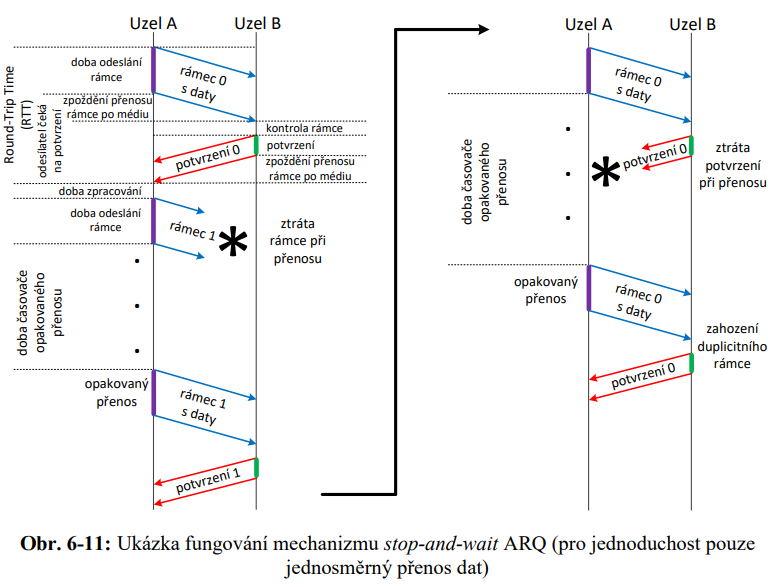 Uzel A
Uzel B
Round-Trip Time
(RTT)
doba odeslání
rámce
rámec 0
s daty
odesílatel čeká
na potvrzení
zpoždění přenosu
rámce po médiu
kontrola rámce
potvrzení
potvrzení 0
zpoždění přenosu
rámce po médiu
doba zpracování
doba odeslání
rámce
rámec 1
*
ztráta
rámce při
přenosu
doba časovače
opakovaného
přenosu
opakovaný
přenos
rámec 1
s daty
potvrzení 1
Uzel A
Uzel B
rámec 0
s daty
doba časovače
opakovaného
přenosu
*
potvrzení 0
ztráta
potvrzení
při přenosu
opakovaný
přenos
rámec 0
s daty
zahození
duplicitního
rámce
potvrzení 0
Obr. 6-11: Ukázka fungování mechanizmu stop-and-wait ARQ (pro jednoduchost pouze
jednosměrný přenos dat)